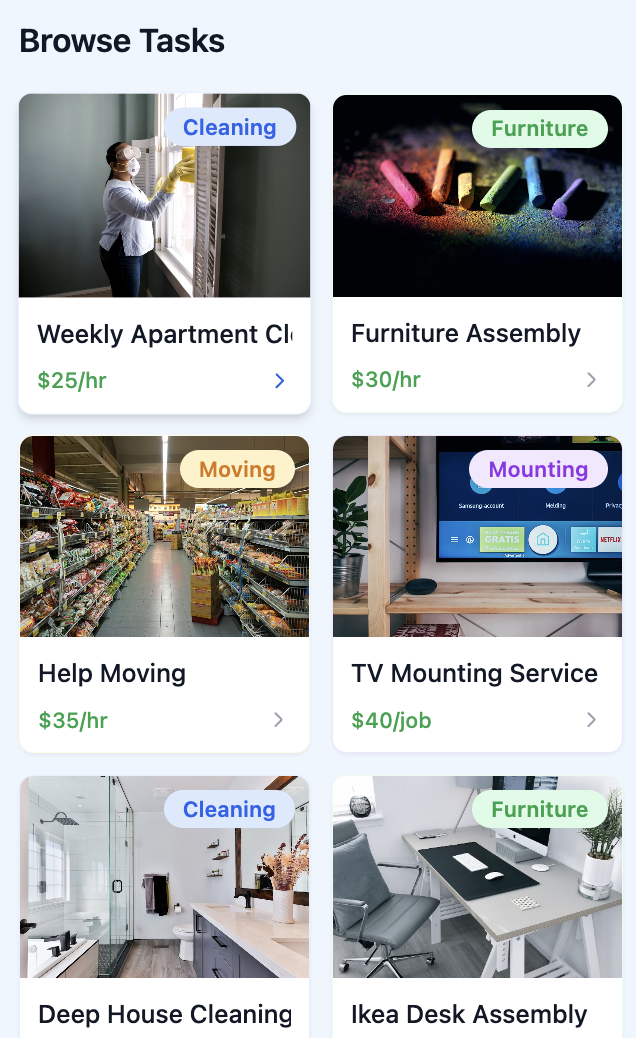 Browse Tasks
Cleaning
Weekly Apartment Cl
$25/hr
Furniture
Furniture Assembly
$30/hr
Moving
Help Moving
$35/hr
Mounting
Samsung-account
Melding
Privac
GRATIS
NETFLIX
TV Mounting Service
$40/job
Cleaning
Deep House Cleaning
Furniture
Ikea Desk Assembly